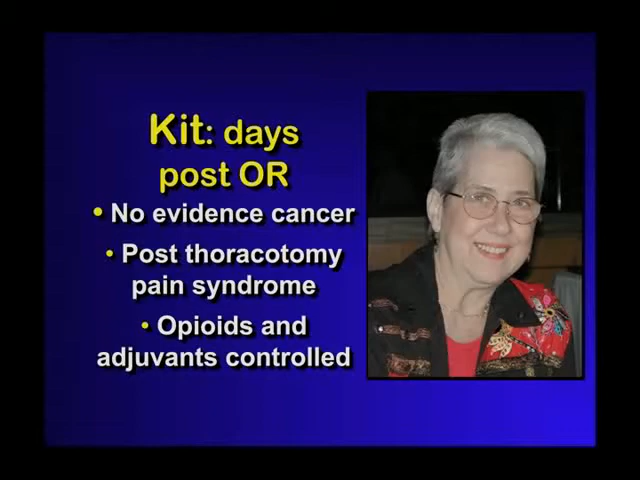 Kit: days
post OR
• No evidence cancer
• Post thoracotomy
pain syndrome
• Opioids and
adjuvants controlled